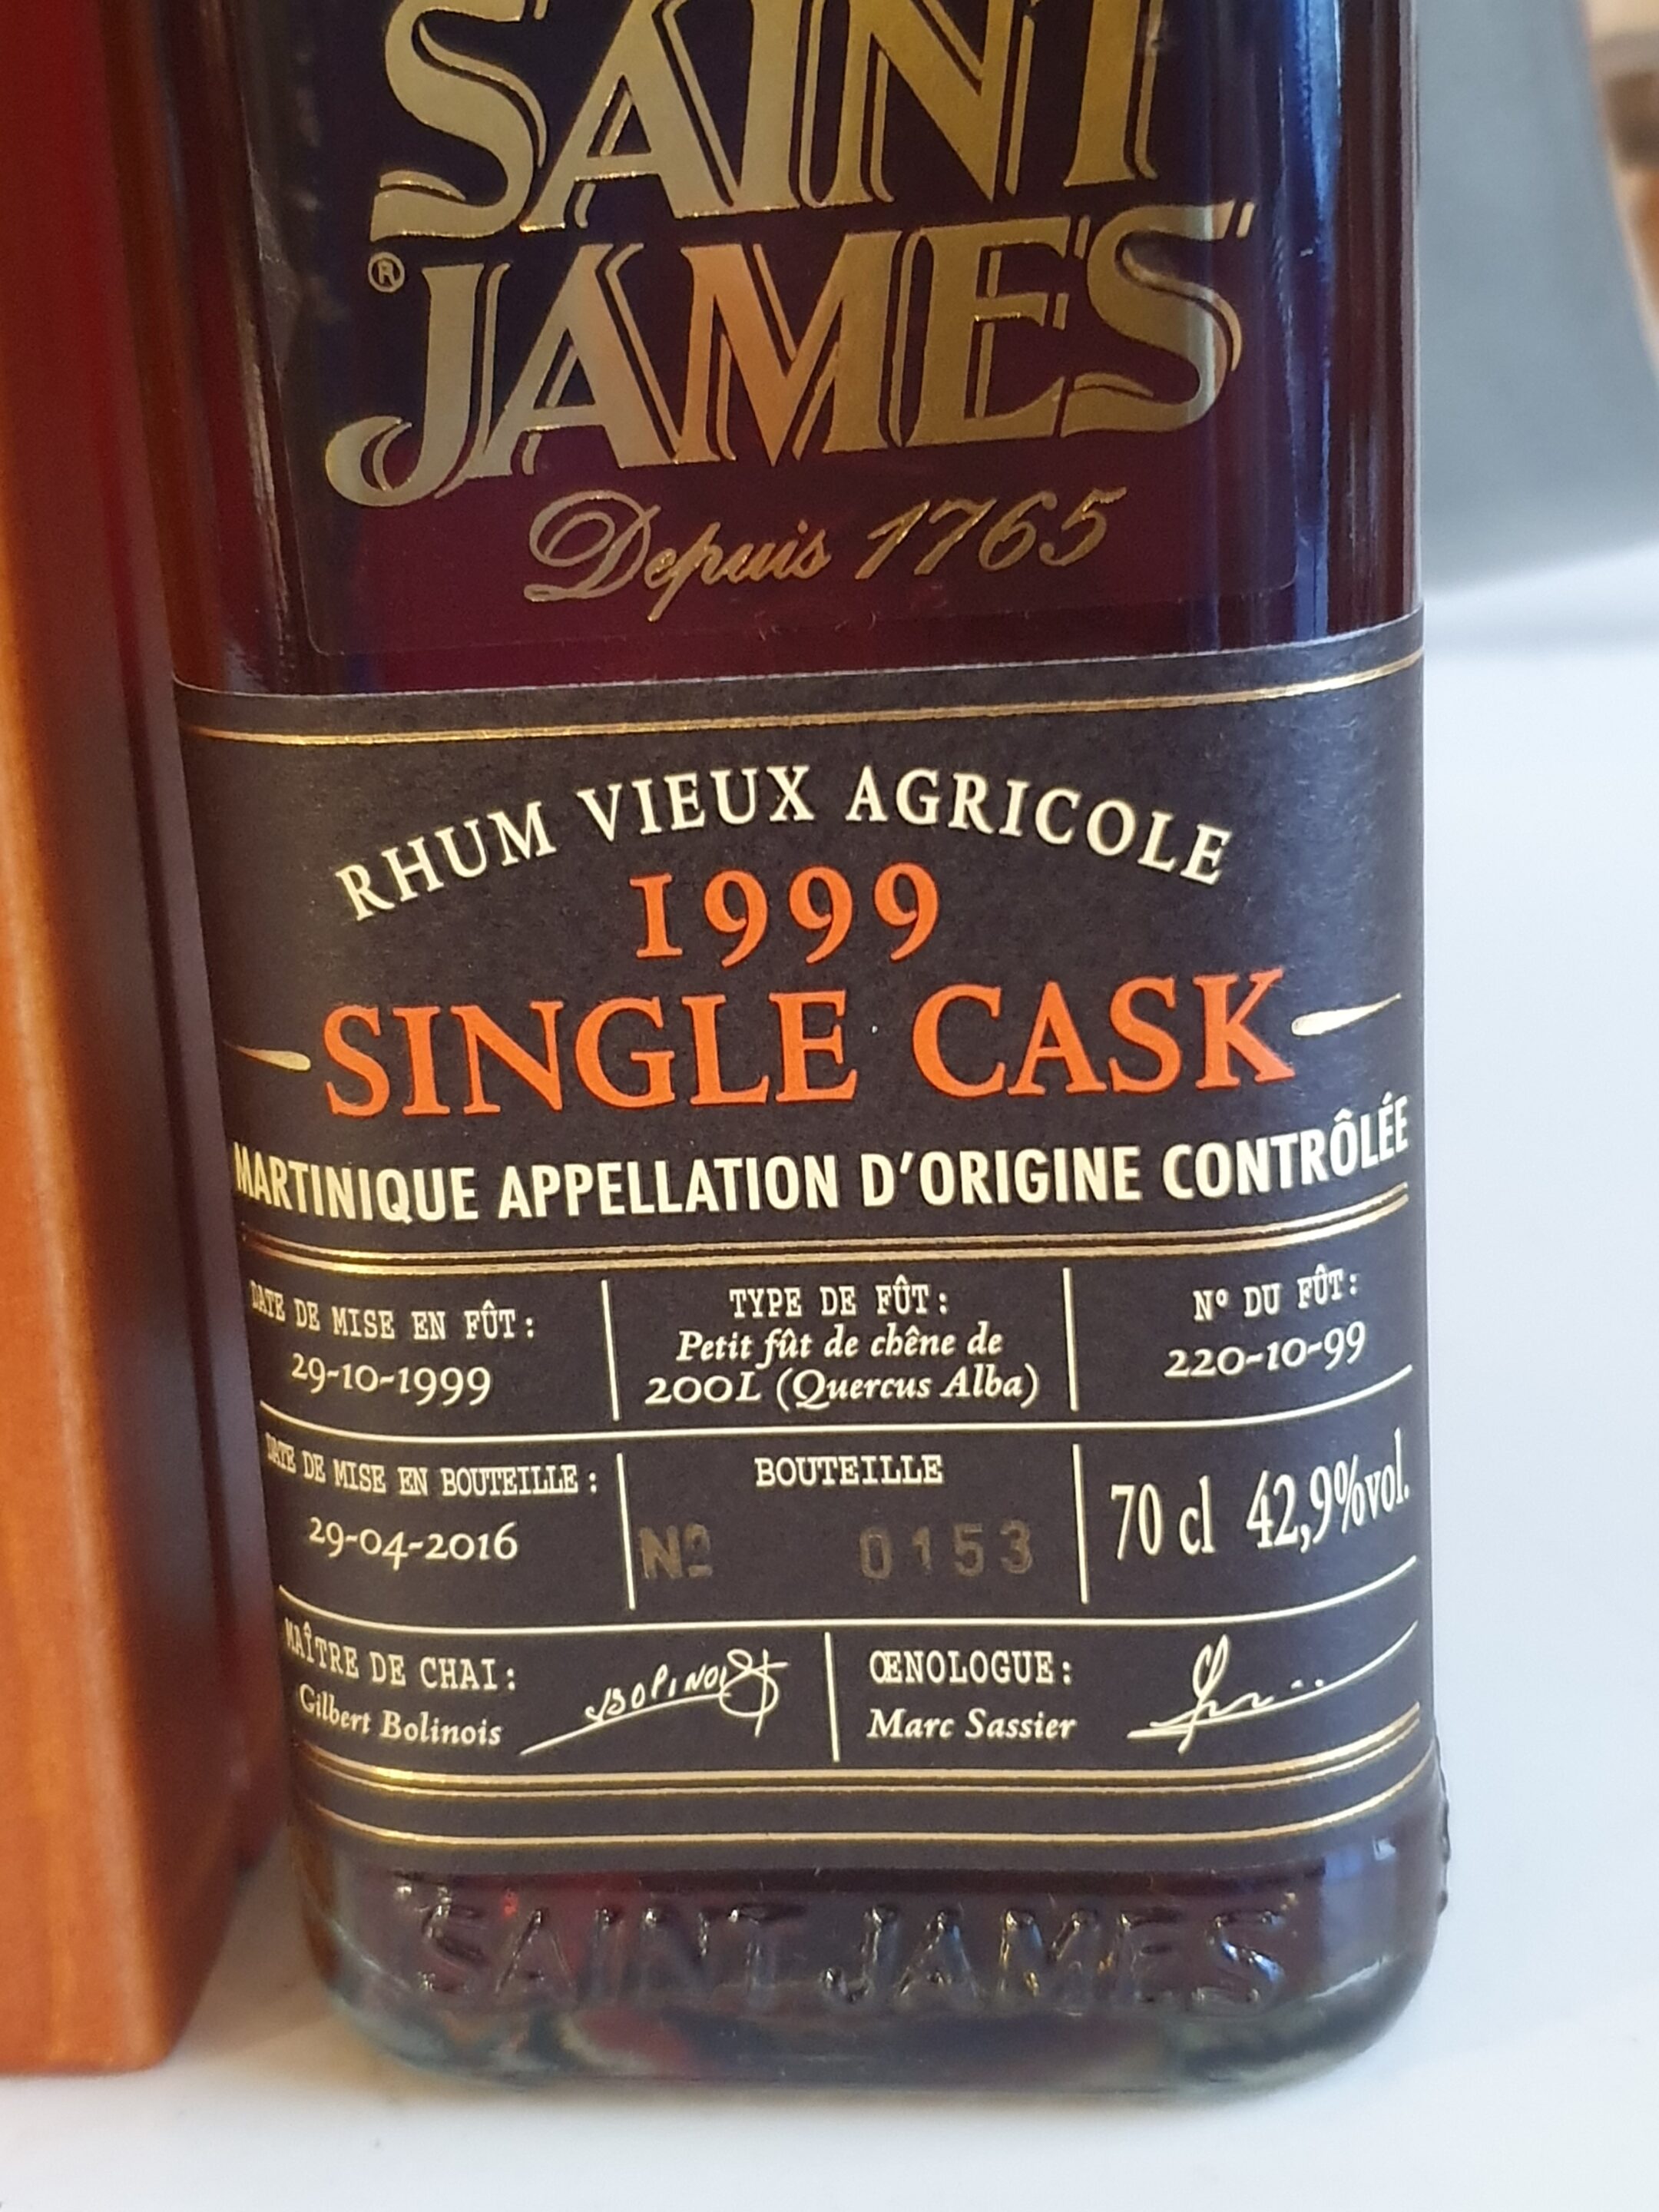 SAINT
JAMES
®
Depuis 1765
RHUM VIEUX AGRICOLE
1999
SINGLE CASK
MARTINIQUE APPELLATION D'ORIGINE CONTRÔLÉE
DATE DE MISE EN FÛT:
29-10-1999
TYPE DE FÛT:
Petit fût de chêne de
200L (Quercus Alba)
Nº DU FÛT:
220-10-99
DATE DE MISE EN BOUTEILLE:
29-04-2016
BOUTEILLE
Nº 0153
70 cl 42,9%vol.
MAÎTRE DE CHAI:
Gilbert Bolinois
BOLINOIS
ŒNOLOGUE:
Marc Sassier
SAINT JAMES